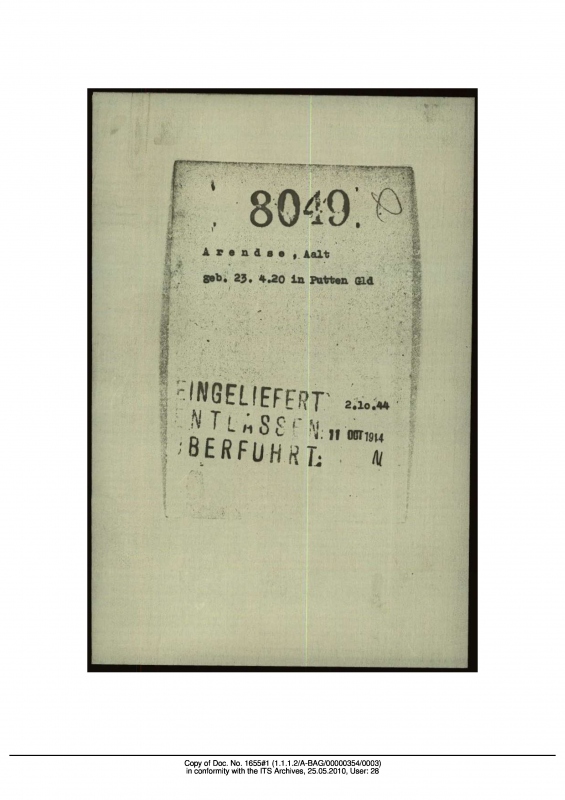 8049.
Arendse, Aalt
geb. 23. 4.20 in Putten Gld
EINGELIEFERT 2.10.44
ENTLASSEN: 11 OCT 1944
ÜBERFUHRT: N
Copy of Doc. No. 1655#1 (1.1.1.2/A-BAG/00000354/0003)
in conformity with the ITS Archives, 25.05.2010, User: 28